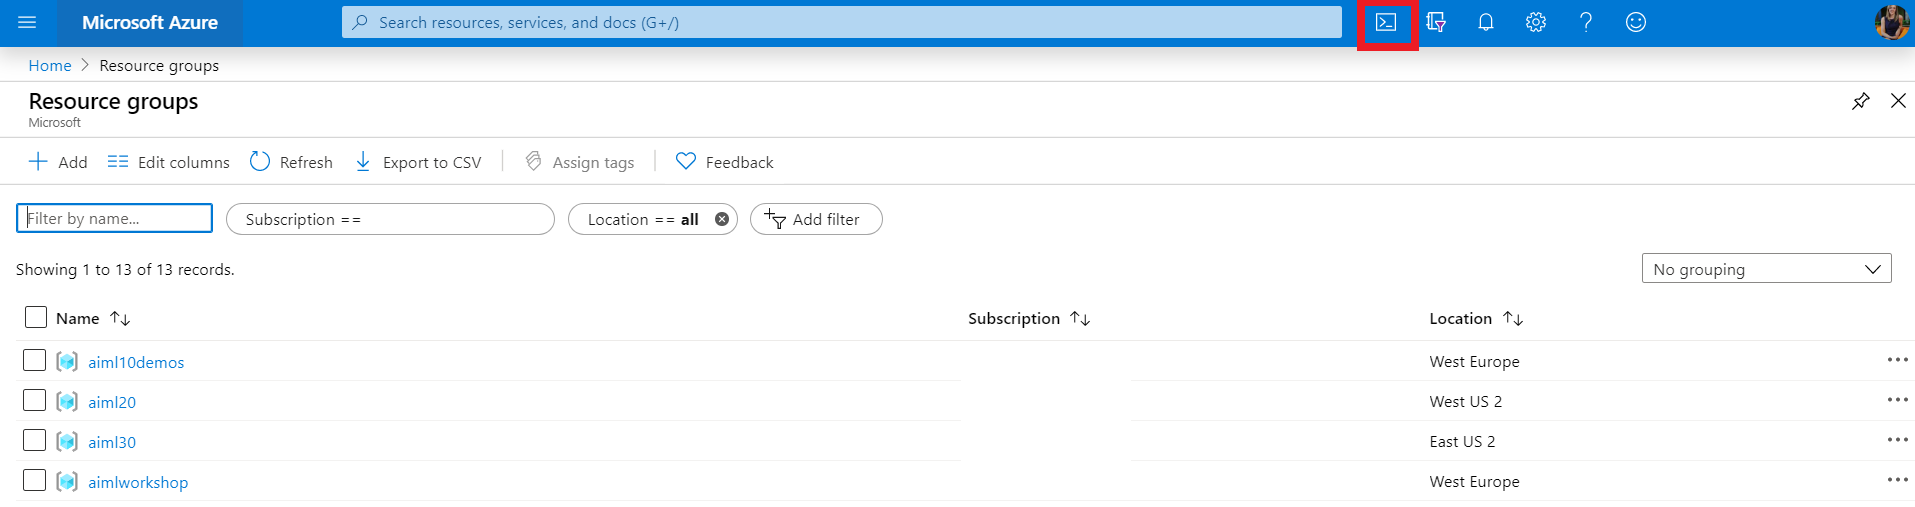 Microsoft Azure Search resources, services, and docs (G+/)
Home > Resource groups
Resource groups
Microsoft
Add Edit columns Refresh Export to CSV Assign tags Feedback
Filter by name... Subscription == Location == all Add filter
Showing 1 to 13 of 13 records. No grouping
Name Subscription Location
aiml10demos West Europe
aiml20 West US 2
aiml30 East US 2
aimlworkshop West Europe